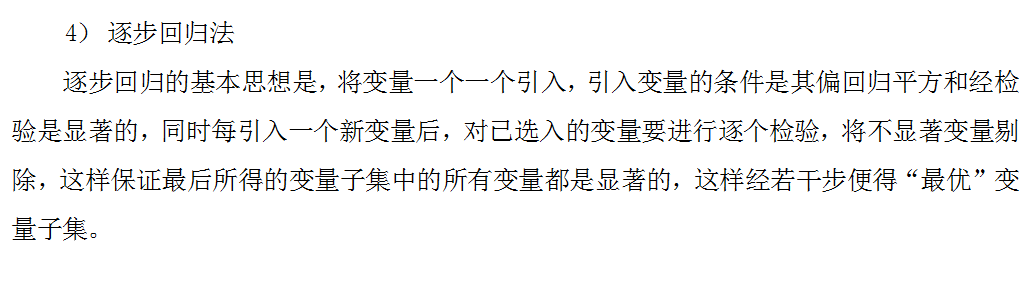 4） 逐步回归法
逐步回归的基本思想是，将变量一个一个引入，引入变量的条件是其偏回归平方和经检
验是显著的，同时每引入一个新变量后，对已选入的变量要进行逐个检验，将不显著变量剔
除，这样保证最后所得的变量子集中的所有变量都是显著的，这样经若干步便得“最优”变
量子集。